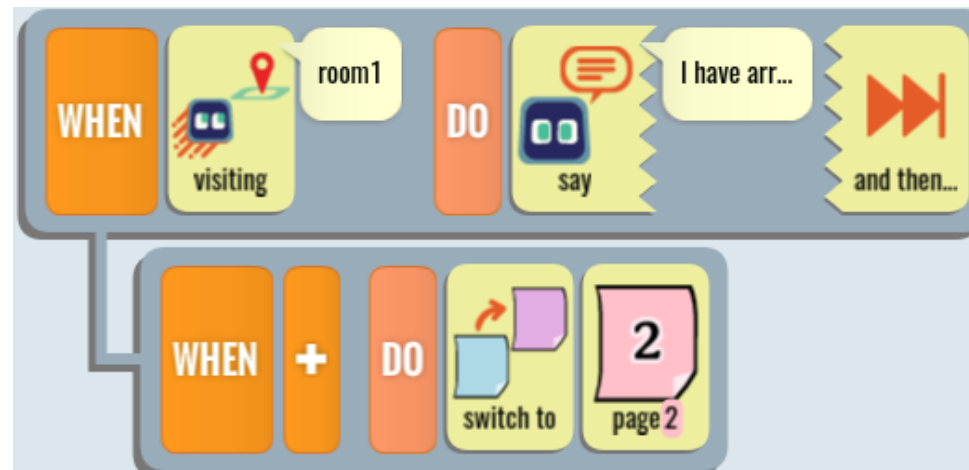 WHEN
visiting
room1
DO
say
I have arr...
and then...
WHEN
+
DO
switch to
2
page 2